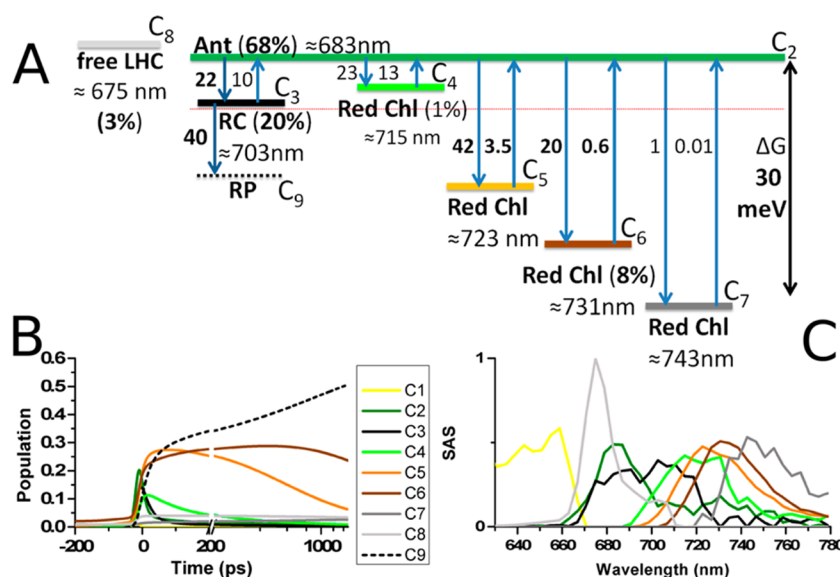 A
C8
free LHC
≈ 675 nm
(3%)
Ant (68%) ≈683nm
C2
22
10
C3
RC (20%)
≈703nm
40
RP
C9
23
13
C4
Red Chl (1%)
≈715 nm
42
3.5
C5
Red Chl
≈723 nm
20
0.6
C6
Red Chl (8%)
≈731nm
1
0.01
C7
Red Chl
≈743nm
ΔG
30
meV
B
Population
0.6
0.5
0.4
0.3
0.2
0.1
0.0
-200
0
200
1000
Time (ps)
C1
C2
C3
C4
C5
C6
C7
C8
C9
C
SAS
1
0
640
660
680
700
720
740
760
780
Wavelength (nm)